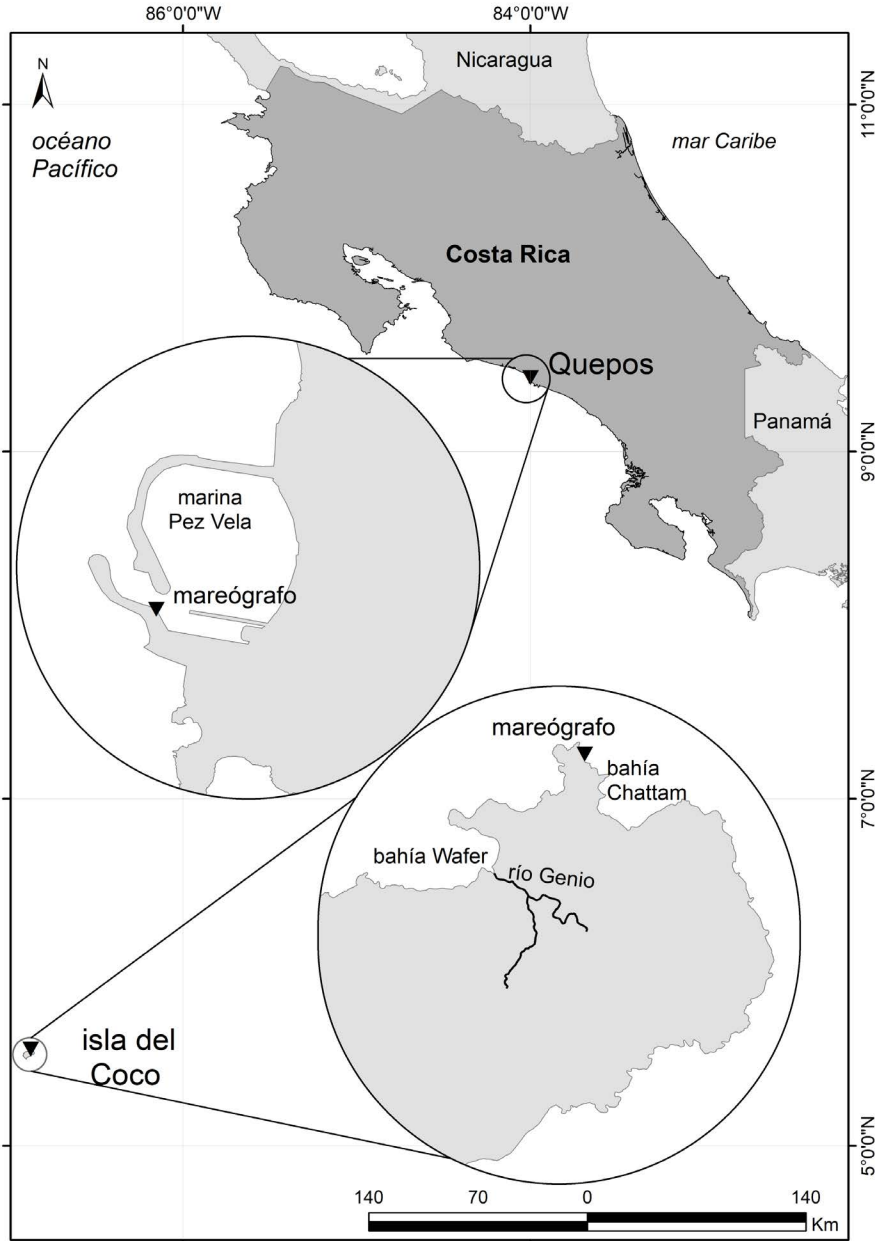 86°0'0"W
84°0'0"W
N
Nicaragua
11°0'0"N
océano
Pacífico
mar Caribe
Costa Rica
Quepos
Panamá
9°0'0"N
marina
Pez Vela
mareógrafo
mareógrafo
bahía
Chattam
7°0'0"N
bahía Wafer
río Genio
isla del
Coco
5°0'0"N
140
70
0
140
Km